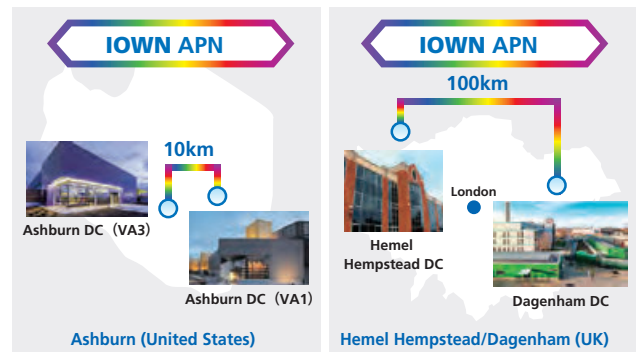 IOWN APN
10km
Ashburn DC（VA3）
Ashburn DC（VA1）
Ashburn (United States)
IOWN APN
100km
London
Hemel
Hempstead DC
Dagenham DC
Hemel Hempstead/Dagenham (UK)